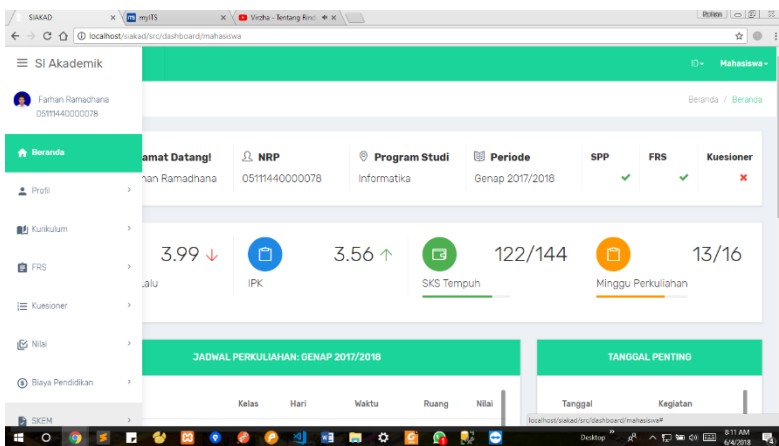 SIAKAD
myITS
Virzha - Tentang Rind
localhost/siakad/src/dashboard/mahasiswa
SI Akademik
ID
Mahasiswa
Farhan Ramadhana
05111440000078
Beranda / Beranda
Beranda
Profil
Kurikulum
FRS
Kuesioner
Nilai
Biaya Pendidikan
SKEM
amat Datang!
han Ramadhana
NRP
05111440000078
Program Studi
Informatika
Periode
Genap 2017/2018
SPP
FRS
Kuesioner
3.99
Lalu
3.56
IPK
122/144
SKS Tempuh
13/16
Minggu Perkuliahan
JADWAL PERKULIAHAN: GENAP 2017/2018
Kelas Hari Waktu Ruang Nilai
TANGGAL PENTING
Tanggal Kegiatan
localhost/siakad/src/dashboard/mahasiswa#
Desktop
8:11 AM
6/4/2018